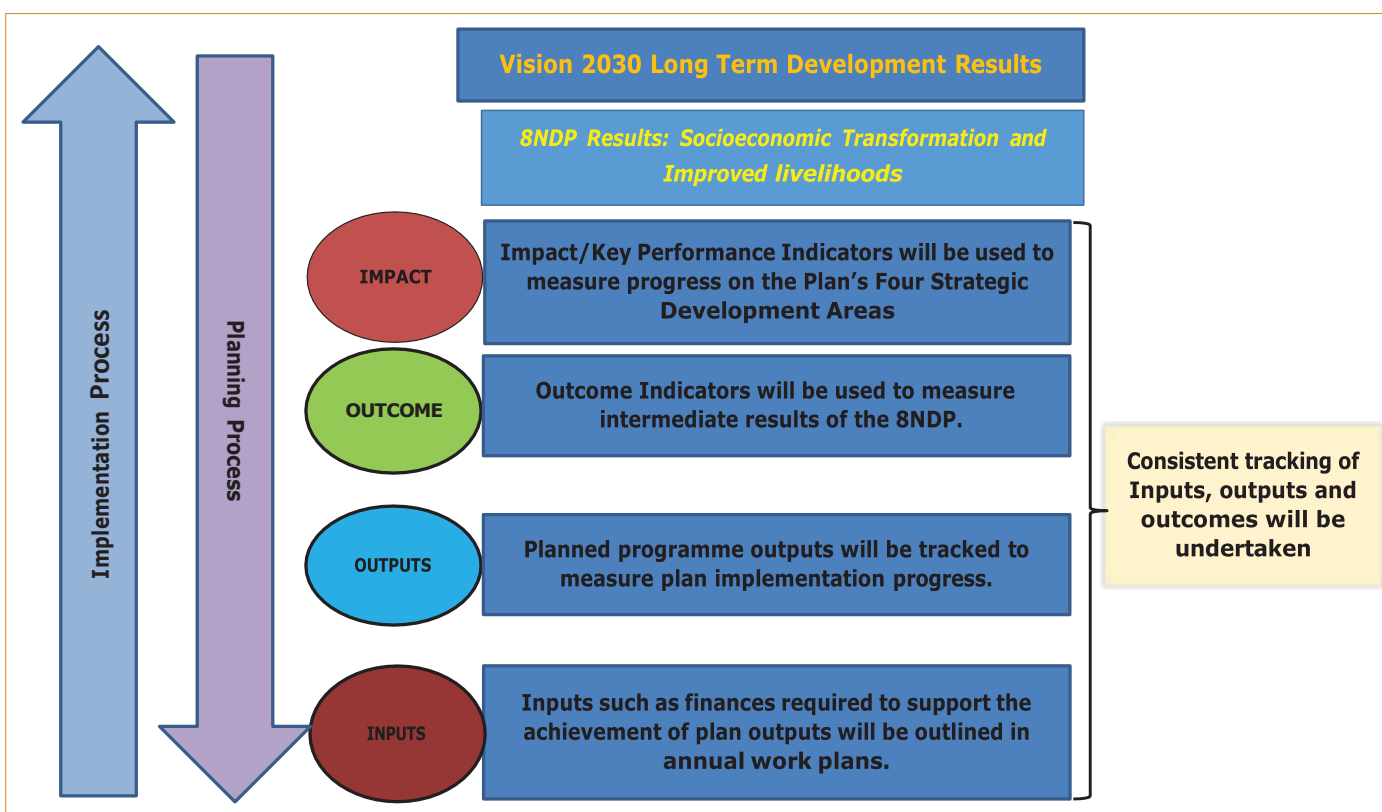 Vision 2030 Long Term Development Results
8NDP Results: Socioeconomic Transformation and
Improved livelihoods
IMPACT
Impact/Key Performance Indicators will be used to
measure progress on the Plan’s Four Strategic
Development Areas
OUTCOME
Outcome Indicators will be used to measure
intermediate results of the 8NDP.
OUTPUTS
Planned programme outputs will be tracked to
measure plan implementation progress.
INPUTS
Inputs such as finances required to support the
achievement of plan outputs will be outlined in
annual work plans.
Implementation Process
Planning Process
Consistent tracking of
Inputs, outputs and
outcomes will be
undertaken